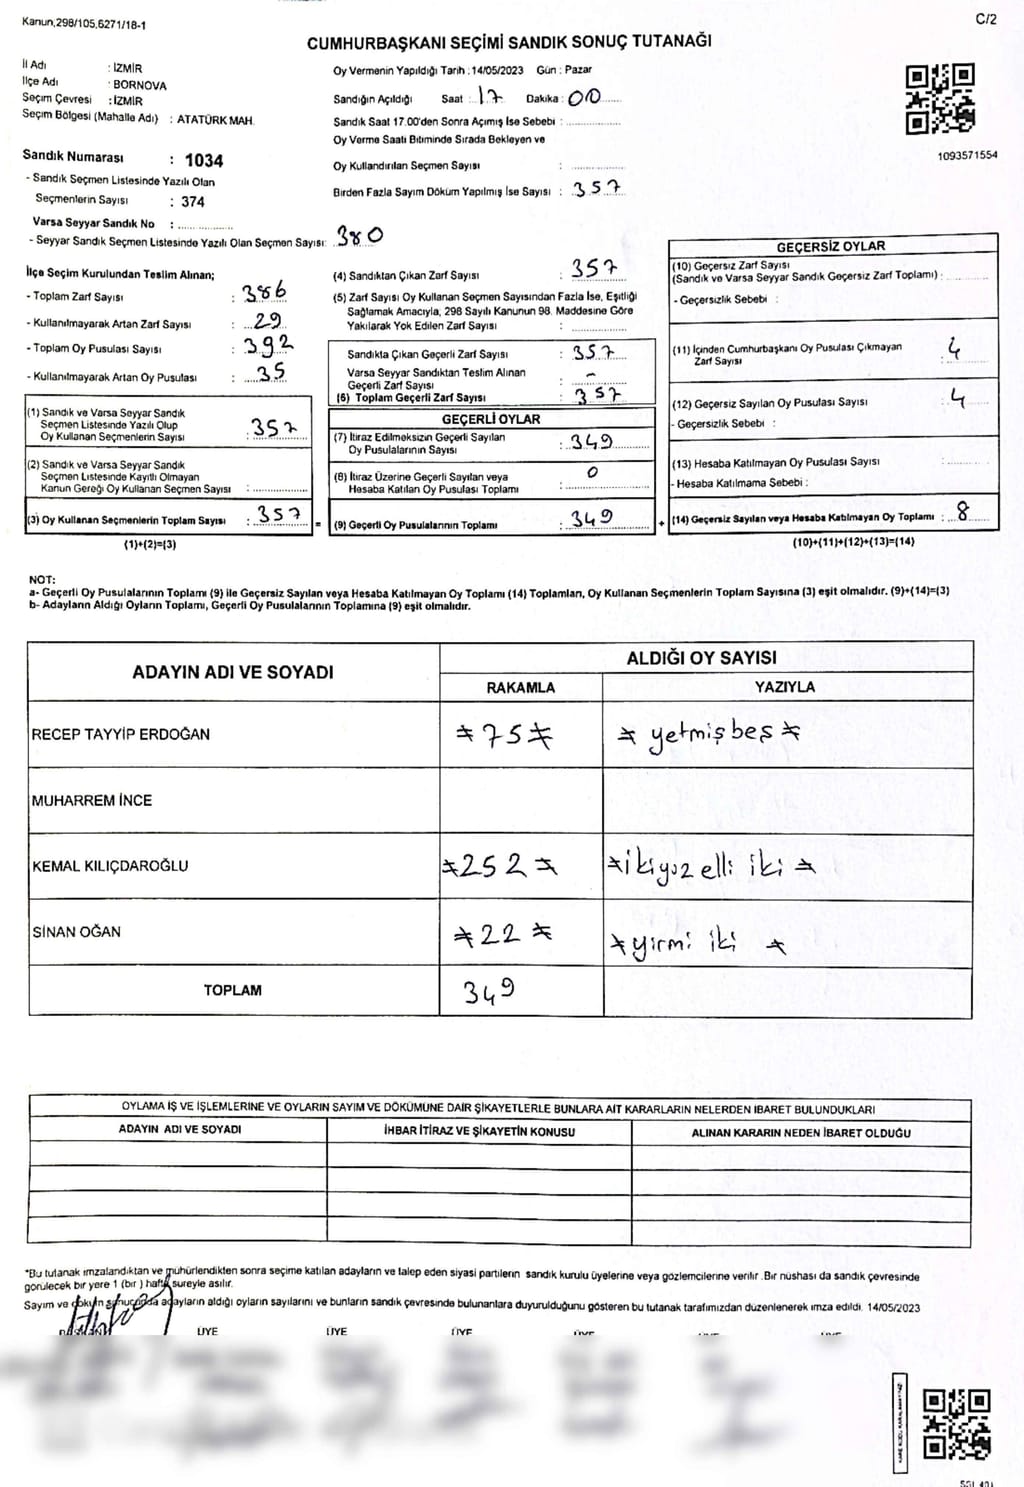 Kanun,298/105,6271/18-1
C/2
CUMHURBAŞKANI SEÇİMİ SANDIK SONUÇ TUTANAĞI
İl Adı : İZMİR
İlçe Adı : BORNOVA
Seçim Çevresi : İZMİR
Seçim Bölgesi (Mahalle Adı) : ATATÜRK MAH.
Sandık Numarası : 1034
- Sandık Seçmen Listesinde Yazılı Olan
Seçmenlerin Sayısı : 374
Varsa Seyyar Sandık No :
- Seyyar Sandık Seçmen Listesinde Yazılı Olan Seçmen Sayısı: 380
Oy Vermenin Yapıldığı Tarih : 14/05/2023 Gün : Pazar
Sandığın Açıldığı Saat : 17 Dakika : 00
Sandık Saat 17.00'den Sonra Açımış İse Sebebi :
Oy Verme Saati Bitiminde Sırada Bekleyen ve
Oy Kullandırılan Seçmen Sayısı :
Birden Fazla Sayım Döküm Yapılmış İse Sayısı : 357
1093571554
İlçe Seçim Kurulundan Teslim Alınan;
- Toplam Zarf Sayısı : 386
- Kullanılmayarak Artan Zarf Sayısı : 29
- Toplam Oy Pusulası Sayısı : 392
- Kullanılmayarak Artan Oy Pusulası : 35
(1) Sandık ve Varsa Seyyar Sandık
Seçmen Listesinde Yazılı Olup
Oy Kullanan Seçmenlerin Sayısı : 357
(2) Sandık ve Varsa Seyyar Sandık
Seçmen Listesinde Kayıtlı Olmayan
Kanun Gereği Oy Kullanan Seçmen Sayısı :
(3) Oy Kullanan Seçmenlerin Toplam Sayısı : 357 =
(1)+(2)=(3)
(4) Sandıktan Çıkan Zarf Sayısı : 357
(5) Zarf Sayısı Oy Kullanan Seçmen Sayısından Fazla İse, Eşitliği
Sağlamak Amacıyla, 298 Sayılı Kanunun 98. Maddesine Göre
Yakılarak Yok Edilen Zarf Sayısı :
Sandıkta Çıkan Geçerli Zarf Sayısı : 357
Varsa Seyyar Sandıktan Teslim Alınan
Geçerli Zarf Sayısı : -
(6) Toplam Geçerli Zarf Sayısı : 357
GEÇERLİ OYLAR
(7) İtiraz Edilmeksizin Geçerli Sayılan
Oy Pusulalarının Sayısı : 349
(8) İtiraz Üzerine Geçerli Sayılan veya
Hesaba Katılan Oy Pusulası Toplamı : 0
(9) Geçerli Oy Pusulalarının Toplamı : 349 +
GEÇERSİZ OYLAR
(10) Geçersiz Zarf Sayısı
(Sandık ve Varsa Seyyar Sandık Geçersiz Zarf Toplamı) :
- Geçersizlik Sebebi :
(11) İçinden Cumhurbaşkanı Oy Pusulası Çıkmayan
Zarf Sayısı : 4
(12) Geçersiz Sayılan Oy Pusulası Sayısı : 4
- Geçersizlik Sebebi :
(13) Hesaba Katılmayan Oy Pusulası Sayısı :
- Hesaba Katılmama Sebebi :
(14) Geçersiz Sayılan veya Hesaba Katılmayan Oy Toplamı : 8
(10)+(11)+(12)+(13)=(14)
NOT:
a- Geçerli Oy Pusulalarının Toplamı (9) ile Geçersiz Sayılan veya Hesaba Katılmayan Oy Toplamı (14) Toplamları, Oy Kullanan Seçmenlerin Toplam Sayısına (3) eşit olmalıdır. (9)+(14)=(3)
b- Adayların Aldığı Oyların Toplamı, Geçerli Oy Pusulalarının Toplamına (9) eşit olmalıdır.
ADAYIN ADI VE SOYADI
ALDIĞI OY SAYISI
RAKAMLA YAZIYLA
RECEP TAYYİP ERDOĞAN 75 yetmişbeş
MUHARREM İNCE
KEMAL KILIÇDAROĞLU 252 ikiyüz elli iki
SİNAN OĞAN 22 yirmi iki
TOPLAM 349
OYLAMA İŞ VE İŞLEMLERİNE VE OYLARIN SAYIM VE DÖKÜMÜNE DAİR ŞİKAYETLERLE BUNLARA AİT KARARLARIN NELERDEN İBARET BULUNDUKLARI
ADAYIN ADI VE SOYADI İHBAR İTİRAZ VE ŞİKAYETİN KONUSU ALINAN KARARIN NEDEN İBARET OLDUĞU
*Bu tutanak imzalandıktan ve mühürlendikten sonra seçime katılan adayların ve talep eden siyasi partilerin sandık kurulu üyelerine veya gözlemcilerine verilir. Bir nüshası da sandık çevresinde
görülecek bir yere 1 (bir) hafta süreyle asılır.
Sayım ve döküm sonucunda adayların aldığı oyların sayılarını ve bunların sandık çevresinde bulunanlara duyurulduğunu gösteren bu tutanak tarafımızdan düzenlenerek imza edildi. 14/05/2023
ÜYE ÜYE ÜYE